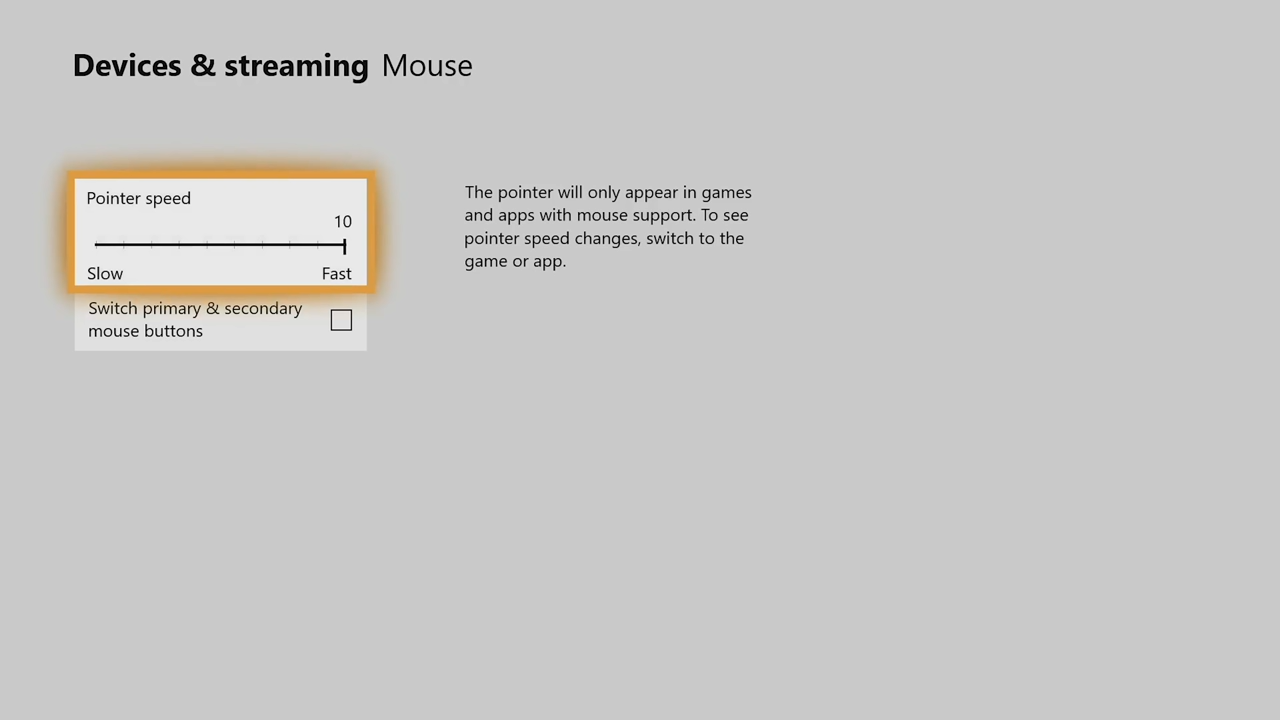 Devices & streaming Mouse
Pointer speed
10
Slow Fast
Switch primary & secondary
mouse buttons
The pointer will only appear in games
and apps with mouse support. To see
pointer speed changes, switch to the
game or app.